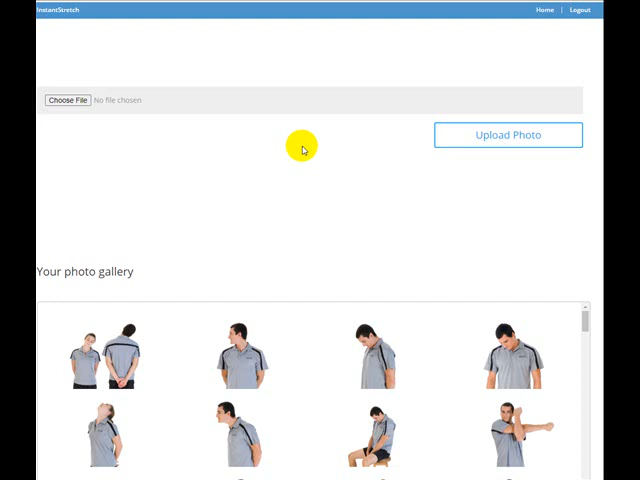 InstantStretch
Home | Logout
Choose File No file chosen
Upload Photo
Your photo gallery